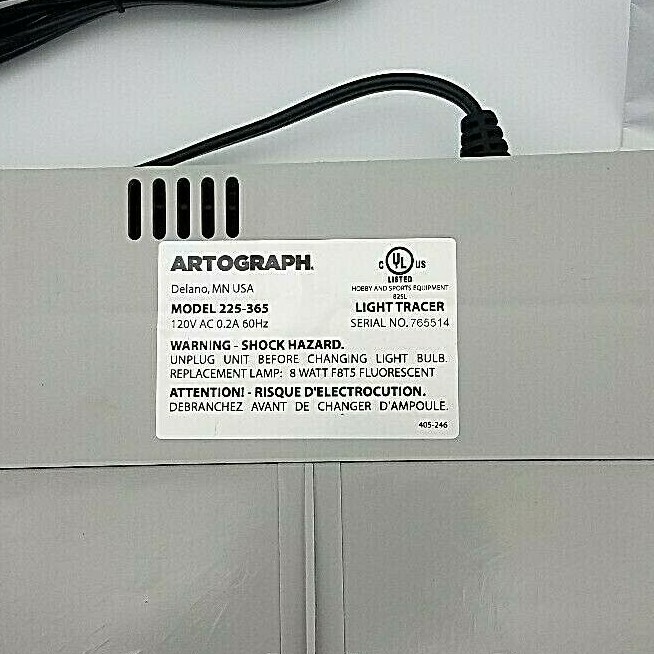 ARTOGRAPH.
Delano, MN USA
MODEL 225-365
120V AC 0.2A 60Hz
C UL US
LISTED
HOBBY AND SPORTS EQUIPMENT
82SL
LIGHT TRACER
SERIAL NO. 765514
WARNING - SHOCK HAZARD.
UNPLUG UNIT BEFORE CHANGING LIGHT BULB.
REPLACEMENT LAMP: 8 WATT F8T5 FLUORESCENT
ATTENTION! - RISQUE D'ELECTROCUTION.
DEBRANCHEZ AVANT DE CHANGER D'AMPOULE.
405-246